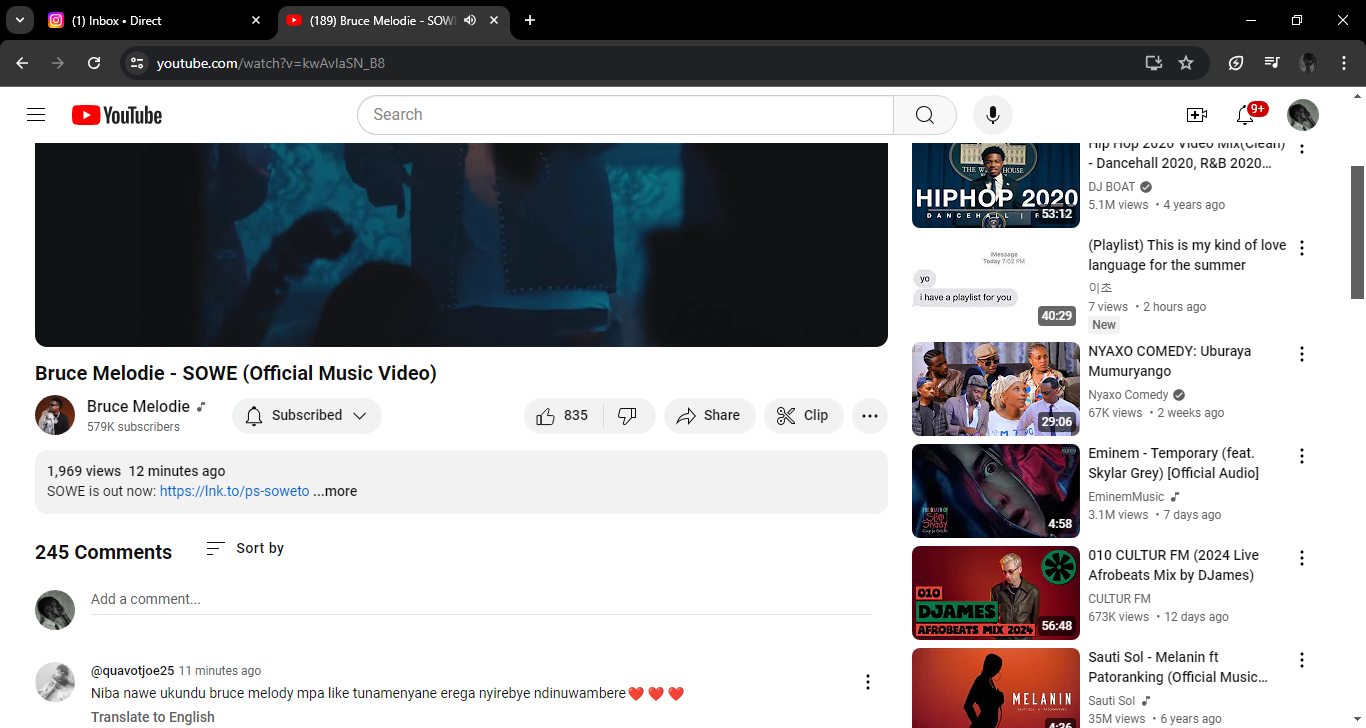 (1) Inbox • Direct
(189) Bruce Melodie - SOWE
youtube.com/watch?v=kwAvlaSN_B8
YouTube
Search
9+
Bruce Melodie - SOWE (Official Music Video)
Bruce Melodie
579K subscribers
Subscribed
835
Share
Clip
1,969 views 12 minutes ago
SOWE is out now: https://lnk.to/ps-soweto ...more
245 Comments
Sort by
Add a comment...
@quavotjoe25 11 minutes ago
Niba nawe ukundu bruce melody mpa like tunamenyane erega nyirebye ndinuwambere❤️ ❤️ ❤️
Translate to English
HIPHOP 2020
53:12
Hip Hop 2020 Video Mix(Clean)
- Dancehall 2020, R&B 2020...
DJ BOAT
5.1M views • 4 years ago
iMessage
Today 7:02 PM
yo
i have a playlist for you
40:29
(Playlist) This is my kind of love
language for the summer
이초
7 views • 2 hours ago
New
29:06
NYAXO COMEDY: Uburaya
Mumuryango
Nyaxo Comedy
67K views • 2 weeks ago
4:58
Eminem - Temporary (feat.
Skylar Grey) [Official Audio]
EminemMusic
3.1M views • 7 days ago
010
DJAMES
AFROBEATS MIX 2024
56:48
010 CULTUR FM (2024 Live
Afrobeats Mix by DJames)
CULTUR FM
673K views • 12 days ago
MELANIN
4:36
Sauti Sol - Melanin ft
Patoranking (Official Music...
Sauti Sol
35M views • 6 years ago